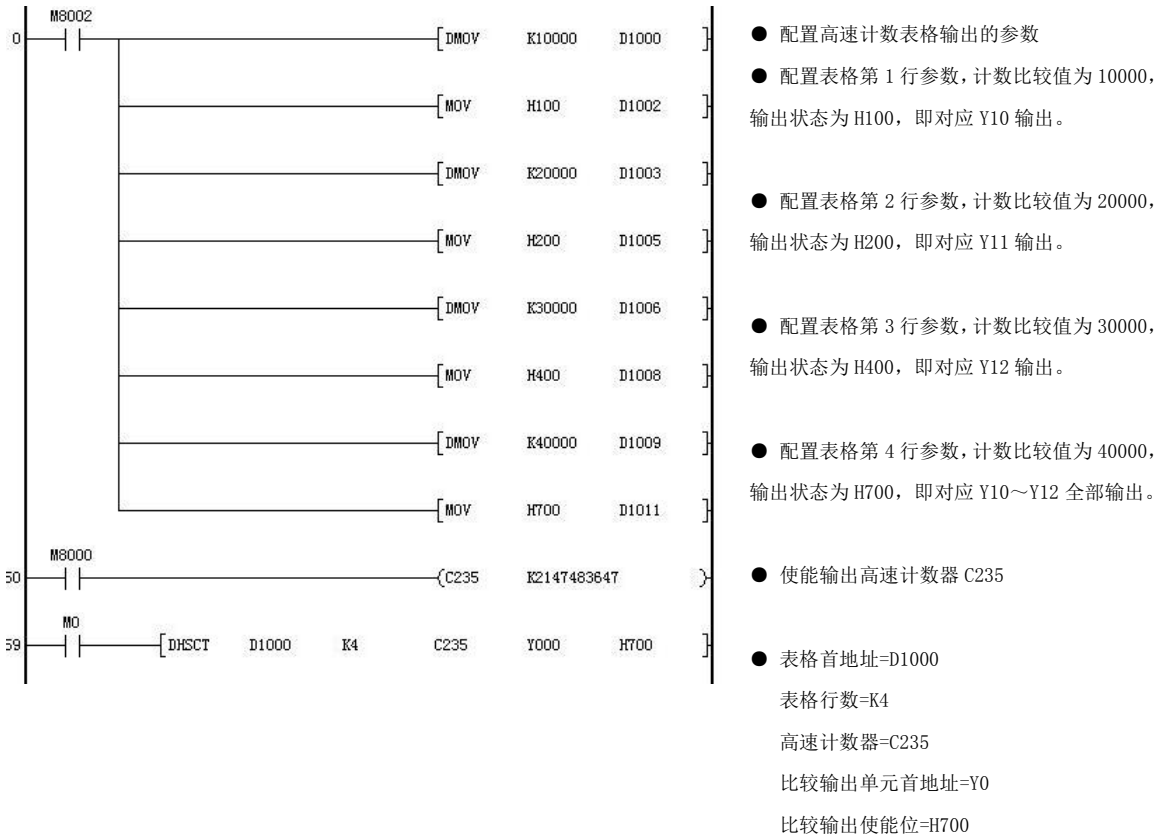 M8002
0 [DMOV K10000 D1000 ]
[MOV H100 D1002 ]
[DMOV K20000 D1003 ]
[MOV H200 D1005 ]
[DMOV K30000 D1006 ]
[MOV H400 D1008 ]
[DMOV K40000 D1009 ]
[MOV H700 D1011 ]
M8000
50 (C235 K2147483647 )
M0
59 [DHSCT D1000 K4 C235 Y000 H700 ]
● 配置高速计数表格输出的参数
● 配置表格第 1 行参数，计数比较值为 10000，
输出状态为 H100，即对应 Y10 输出。
● 配置表格第 2 行参数，计数比较值为 20000，
输出状态为 H200，即对应 Y11 输出。
● 配置表格第 3 行参数，计数比较值为 30000，
输出状态为 H400，即对应 Y12 输出。
● 配置表格第 4 行参数，计数比较值为 40000，
输出状态为 H700，即对应 Y10～Y12 全部输出。
● 使能输出高速计数器 C235
● 表格首地址=D1000
表格行数=K4
高速计数器=C235
比较输出单元首地址=Y0
比较输出使能位=H700